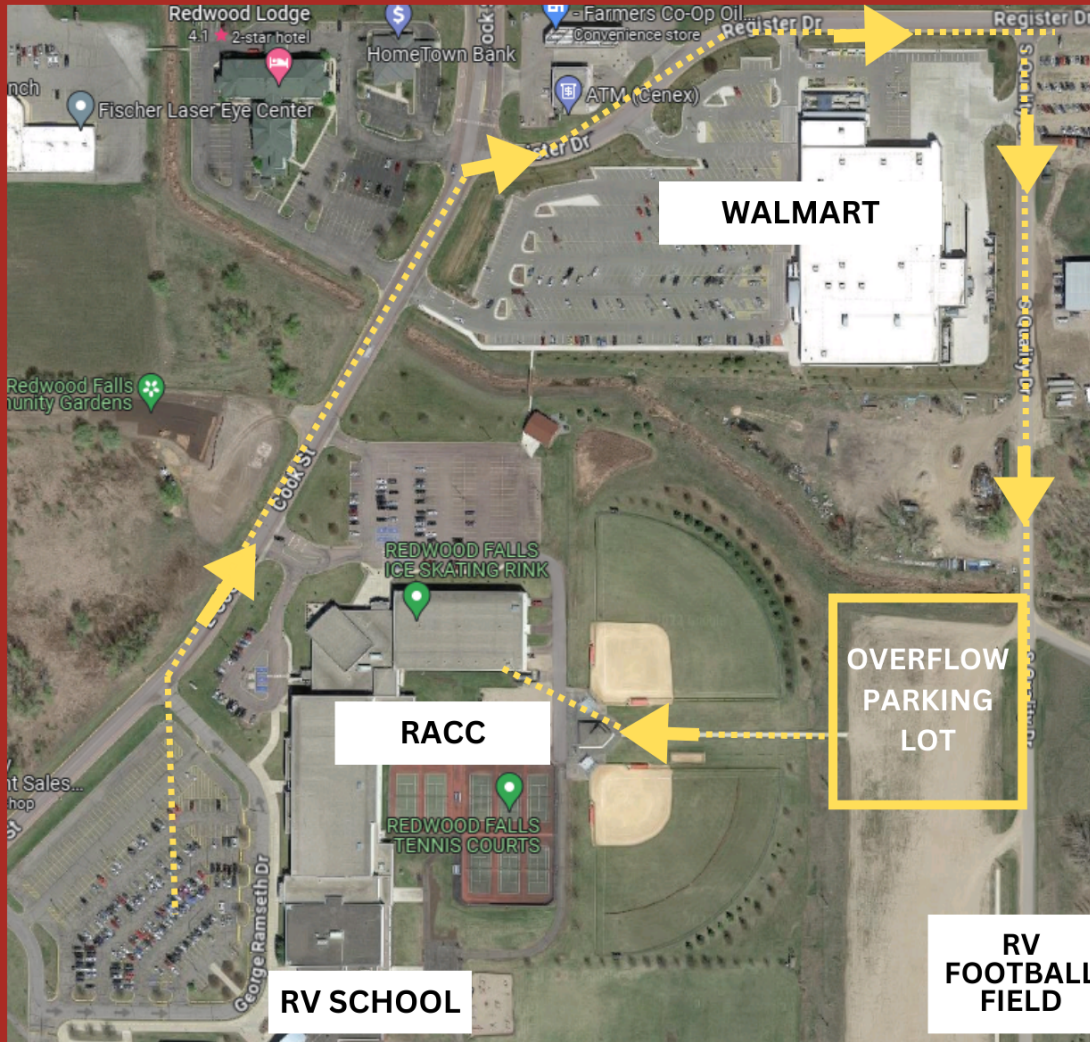 Redwood Lodge
4.1
2-star hotel
HomeTown Bank
- Farmers Co-Op Oil...
Convenience store
Register Dr
Register D
ATM (Cenex)
Fischer Laser Eye Center
WALMART
S Quality Dr
Redwood Falls
Cook St
REDWOOD FALLS
ICE SKATING RINK
OVERFLOW
PARKING
LOT
RACC
REDWOOD FALLS
TENNIS COURTS
George Ramseth Dr
RV SCHOOL
RV
FOOTBALL
FIELD